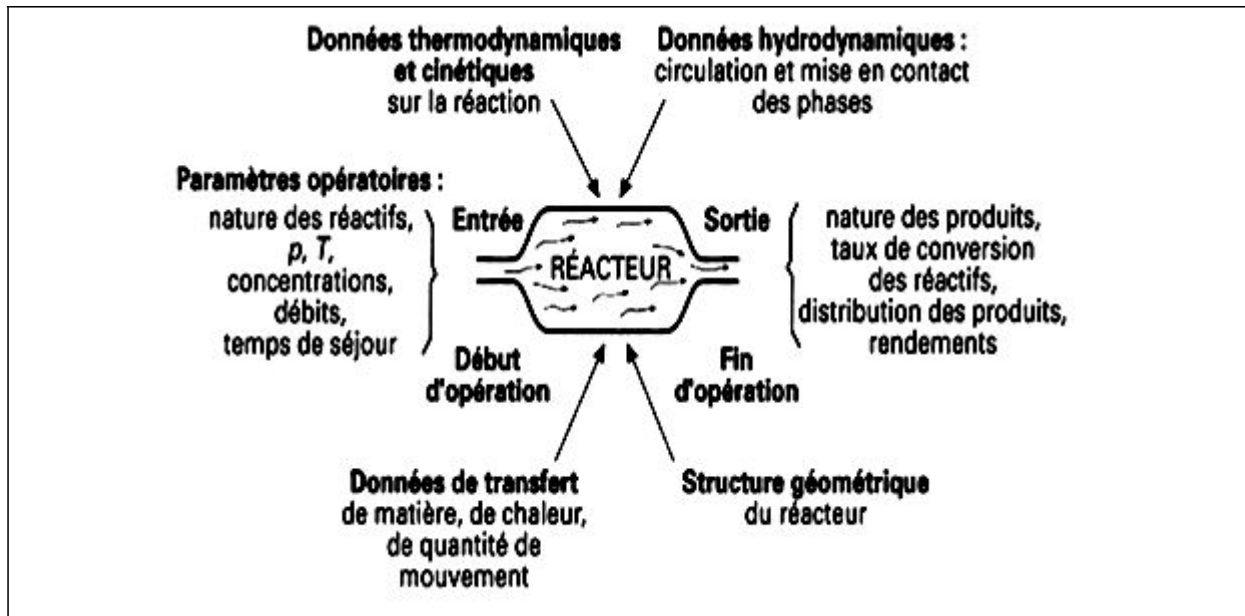 Données thermodynamiques
et cinétiques
sur la réaction
Données hydrodynamiques :
circulation et mise en contact
des phases
Paramètres opératoires :
nature des réactifs,
p, T,
concentrations,
débits,
temps de séjour
Entrée
Début
d'opération
RÉACTEUR
Sortie
Fin
d'opération
nature des produits,
taux de conversion
des réactifs,
distribution des produits,
rendements
Données de transfert
de matière, de chaleur,
de quantité de
mouvement
Structure géométrique
du réacteur